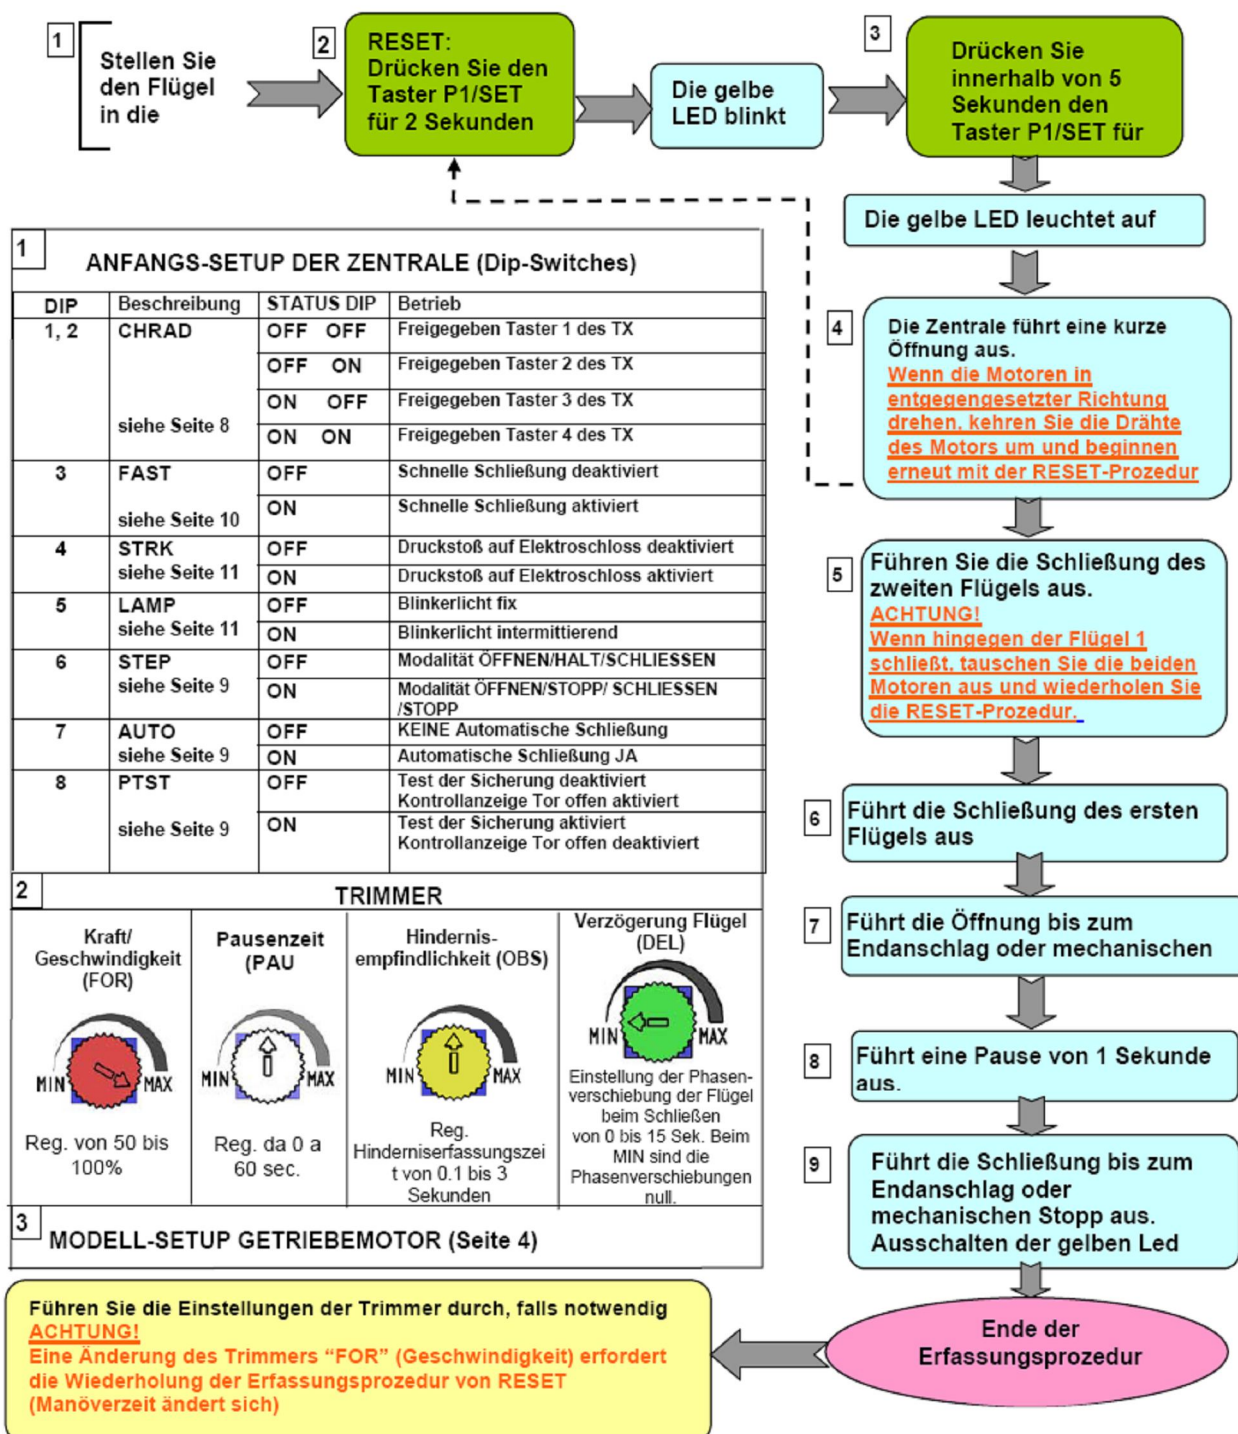 1
Stellen Sie
den Flügel
in die
2
RESET:
Drücken Sie den
Taster P1/SET
für 2 Sekunden
Die gelbe
LED blinkt
3
Drücken Sie
innerhalb von 5
Sekunden den
Taster P1/SET für
Die gelbe LED leuchtet auf
4
Die Zentrale führt eine kurze
Öffnung aus.
Wenn die Motoren in
entgegengesetzter Richtung
drehen, kehren Sie die Drähte
des Motors um und beginnen
erneut mit der RESET-Prozedur
5
Führen Sie die Schließung des
zweiten Flügels aus.
ACHTUNG!
Wenn hingegen der Flügel 1
schließt, tauschen Sie die beiden
Motoren aus und wiederholen Sie
die RESET-Prozedur.
6
Führt die Schließung des ersten
Flügels aus
7
Führt die Öffnung bis zum
Endanschlag oder mechanischen
8
Führt eine Pause von 1 Sekunde
aus.
9
Führt die Schließung bis zum
Endanschlag oder
mechanischen Stopp aus.
Ausschalten der gelben Led
Ende der
Erfassungsprozedur
1
ANFANGS-SETUP DER ZENTRALE (Dip-Switches)
DIP Beschreibung STATUS DIP Betrieb
1, 2 CHRAD OFF OFF Freigegeben Taster 1 des TX
OFF ON Freigegeben Taster 2 des TX
ON OFF Freigegeben Taster 3 des TX
siehe Seite 8
ON ON Freigegeben Taster 4 des TX
3 FAST OFF Schnelle Schließung deaktiviert
siehe Seite 10 ON Schnelle Schließung aktiviert
4 STRK OFF Druckstoß auf Elektroschloss deaktiviert
siehe Seite 11 ON Druckstoß auf Elektroschloss aktiviert
5 LAMP OFF Blinkerlicht fix
siehe Seite 11 ON Blinkerlicht intermittierend
6 STEP OFF Modalität ÖFFNEN/HALT/SCHLIESSEN
siehe Seite 9 ON Modalität ÖFFNEN/STOPP/ SCHLIESSEN
/STOPP
7 AUTO OFF KEINE Automatische Schließung
siehe Seite 9 ON Automatische Schließung JA
8 PTST OFF Test der Sicherung deaktiviert
Kontrollanzeige Tor offen aktiviert
siehe Seite 9 ON Test der Sicherung aktiviert
Kontrollanzeige Tor offen deaktiviert
2
TRIMMER
Kraft/
Geschwindigkeit
(FOR)
MIN MAX
Reg. von 50 bis
100%
Pausenzeit
(PAU
MIN MAX
Reg. da 0 a
60 sec.
Hindernis-
empfindlichkeit (OBS)
MIN MAX
Reg.
Hinderniserfassungszei
t von 0.1 bis 3
Sekunden
Verzögerung Flügel
(DEL)
MIN MAX
Einstellung der Phasen-
verschiebung der Flügel
beim Schließen
von 0 bis 15 Sek. Beim
MIN sind die
Phasenverschiebungen
null.
3
MODELL-SETUP GETRIEBEMOTOR (Seite 4)
Führen Sie die Einstellungen der Trimmer durch, falls notwendig
ACHTUNG!
Eine Änderung des Trimmers “FOR” (Geschwindigkeit) erfordert
die Wiederholung der Erfassungsprozedur von RESET
(Manöverzeit ändert sich)